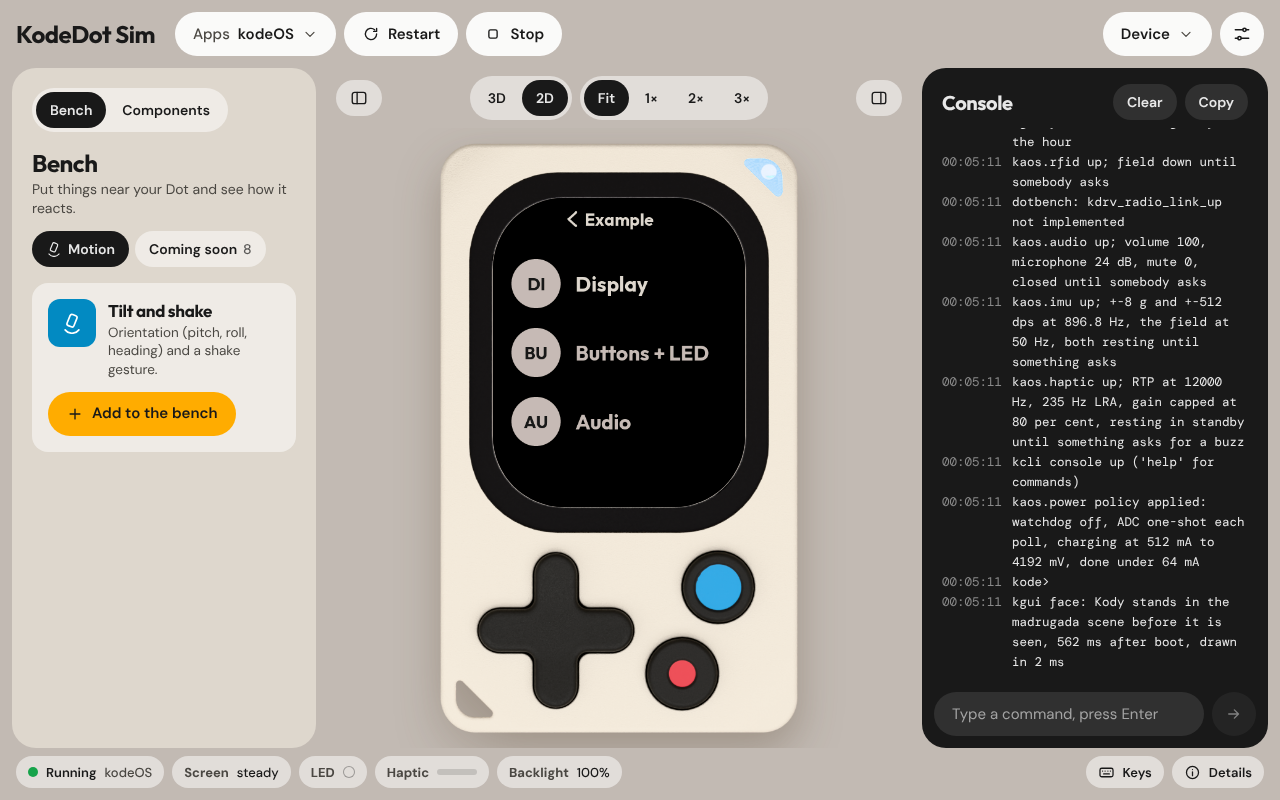 KodeDot Sim
Apps kodeOS
Restart
Stop
Device
Bench
Components
Bench
Put things near your Dot and see how it
reacts.
Motion
Coming soon 8
Tilt and shake
Orientation (pitch, roll,
heading) and a shake
gesture.
+ Add to the bench
3D
2D
Fit
1×
2×
3×
< Example
DI Display
BU Buttons + LED
AU Audio
Console
Clear
Copy
the hour
00:05:11 kaos.rfid up; field down until
somebody asks
00:05:11 dotbench: kdrv_radio_link_up
not implemented
00:05:11 kaos.audio up; volume 100,
microphone 24 dB, mute 0,
closed until somebody asks
00:05:11 kaos.imu up; +-8 g and +-512
dps at 896.8 Hz, the field at
50 Hz, both resting until
something asks
00:05:11 kaos.haptic up; RTP at 12000
Hz, 235 Hz LRA, gain capped at
80 per cent, resting in standby
until something asks for a buzz
00:05:11 kcli console up ('help' for
commands)
00:05:11 kaos.power policy applied:
watchdog off, ADC one-shot each
poll, charging at 512 mA to
4192 mV, done under 64 mA
00:05:11 kode>
00:05:11 kgui face: Kody stands in the
madrugada scene before it is
seen, 562 ms after boot, drawn
in 2 ms
Type a command, press Enter
Running kodeOS
Screen steady
LED
Haptic
Backlight 100%
Keys
Details